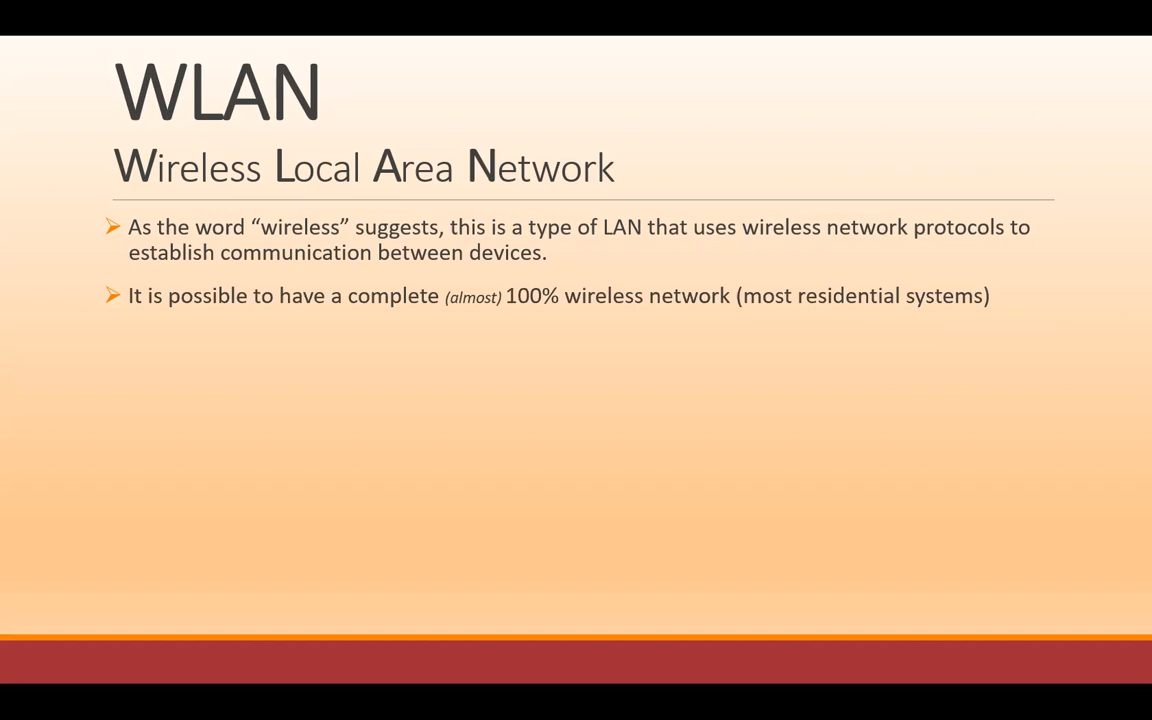 WLAN
Wireless Local Area Network
As the word “wireless” suggests, this is a type of LAN that uses wireless network protocols to
establish communication between devices.
It is possible to have a complete (almost) 100% wireless network (most residential systems)